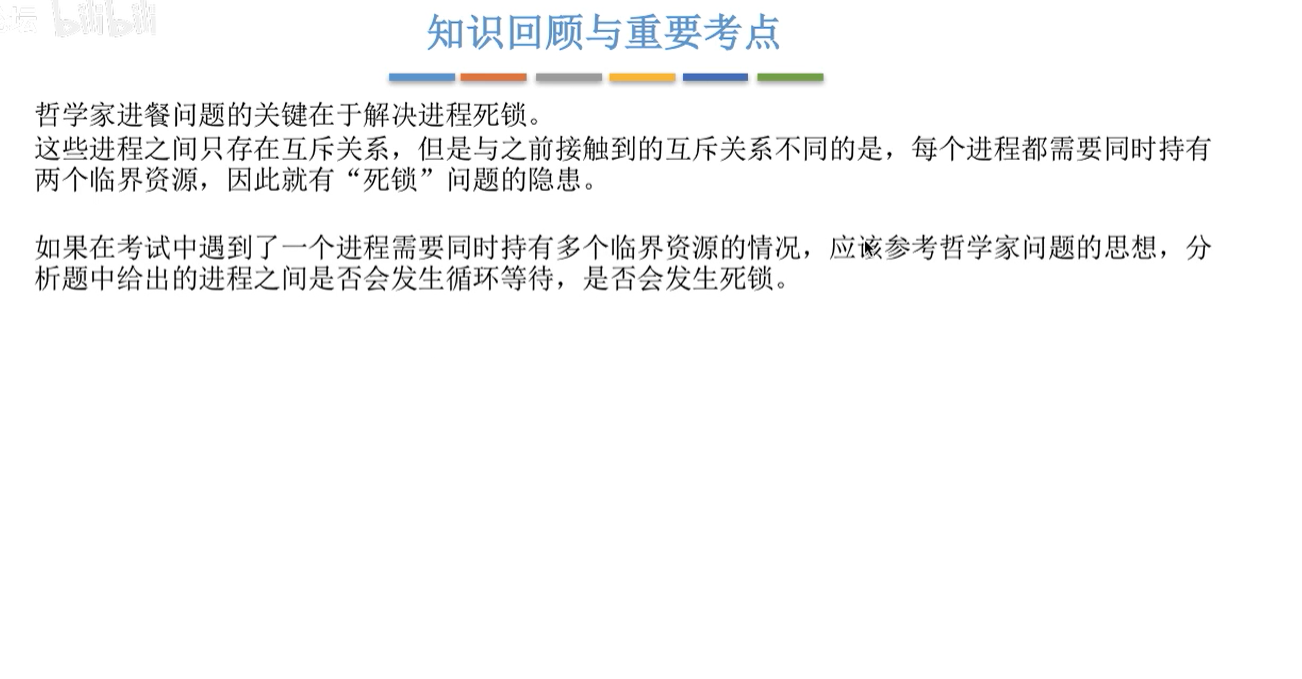 坛 bilibili
知识回顾与重要考点
哲学家进餐问题的关键在于解决进程死锁。
这些进程之间只存在互斥关系，但是与之前接触到的互斥关系不同的是，每个进程都需要同时持有
两个临界资源，因此就有“死锁”问题的隐患。
如果在考试中遇到了一个进程需要同时持有多个临界资源的情况，应该参考哲学家问题的思想，分
析题中给出的进程之间是否会发生循环等待，是否会发生死锁。